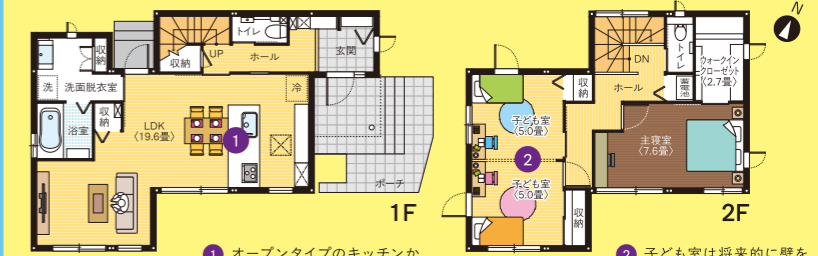 トイレ
収納
UP
ホール
玄関
収納
洗面脱衣室
洗
冷
浴室
収納
LDK
〈19.6畳〉
1
ポーチ
1F
1 オープンタイプのキッチンか
N
DN
トイレ
ウォークイン
クローゼット
〈2.7畳〉
収納
ホール
蓄電池
子ども室
〈5.0畳〉
2
主寝室
〈7.6畳〉
子ども室
〈5.0畳〉
収納
2F
2 子ども室は将来的に壁を